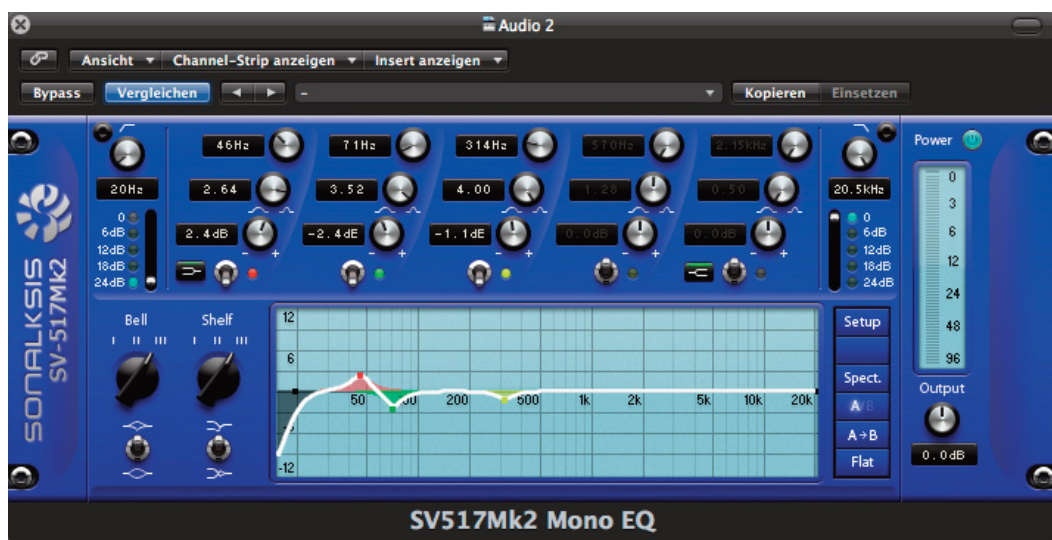 Audio 2
Ansicht Channel-Strip anzeigen Insert anzeigen
Bypass Vergleichen - Kopieren Einsetzen
SONALKSIS
SV-517Mk2
46Hz 71Hz 314Hz 570Hz 2.15kHz
20Hz 2.64 3.52 4.00 1.28 0.50 20.5kHz
2.4dB -2.4dE -1.1dE 0.0dB 0.0dB
- + - + - + - + - +
0
6dB
12dB
18dB
24dB
0
6dB
12dB
18dB
24dB
Power
0
3
6
12
24
48
96
Output
0.0dB
Bell Shelf
I II III I II III
12
6
50 200 500 1k 2k 5k 10k 20k
-12
Setup
Spect.
A/B
A→B
Flat
SV517Mk2 Mono EQ